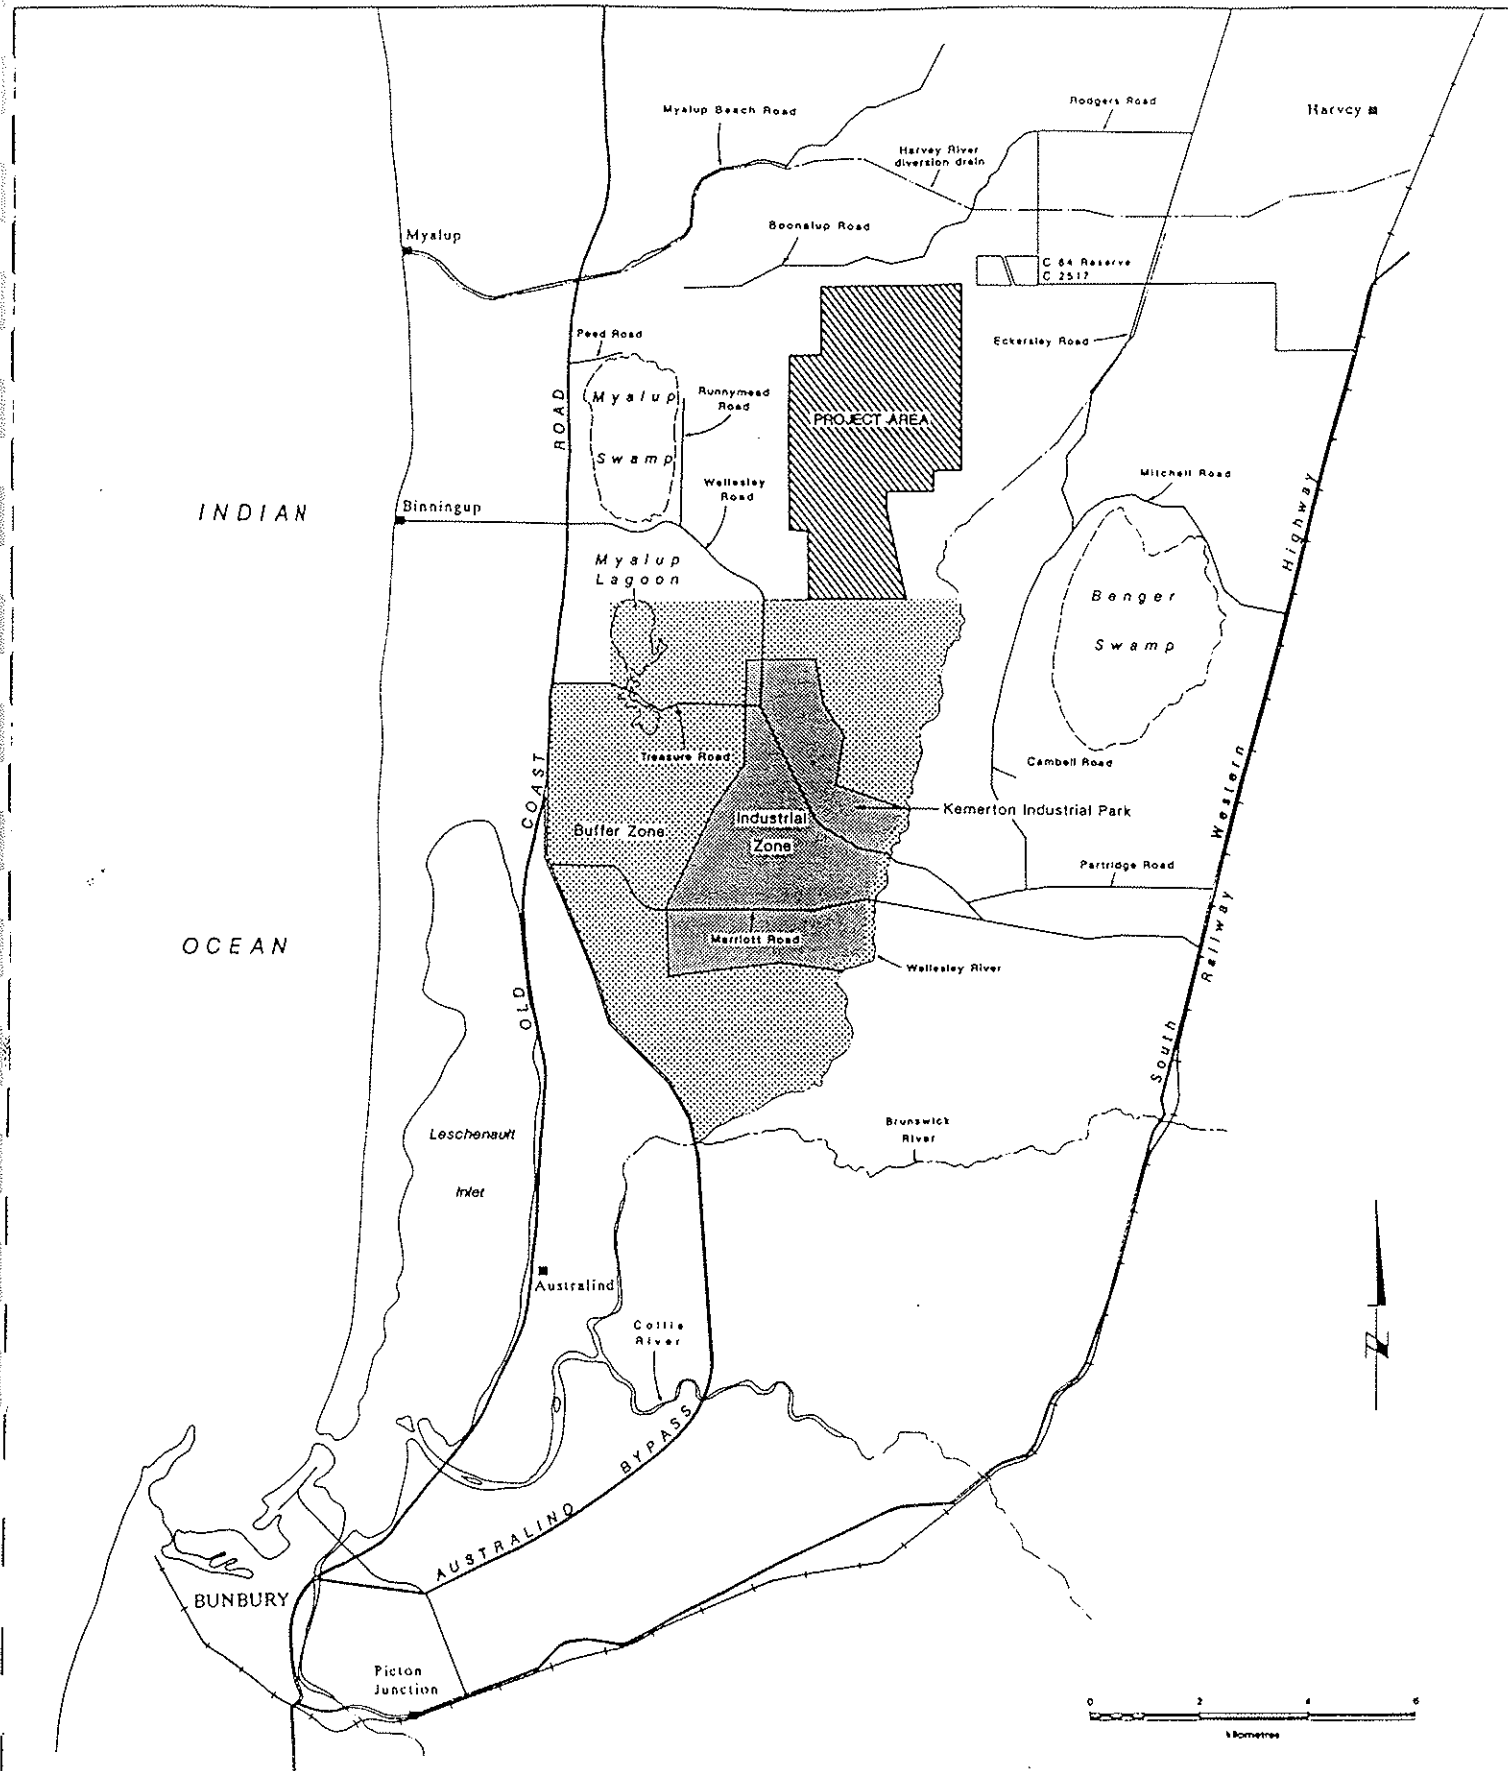 Myalup Beach Road
Rodgers Road
Harvey
Harvey River
diversion drain
Myalup
Boonalup Road
C 64 Reserve
C 2517
Peed Road
Eckersley Road
ROAD
Myalup
Swamp
Runnymead
Road
PROJECT AREA
Wellesley
Road
Mitchell Road
INDIAN
Binningup
Highway
Myalup
Lagoon
Benger
Swamp
Treasure Road
Cambell Road
COAST
Western
Kemerton Industrial Park
Buffer Zone
Industrial
Zone
Partridge Road
OCEAN
Marriott Road
Wellesley River
Railway
OLD
South
Leschenault
Inlet
Brunswick
River
Australind
Collie
River
N
AUSTRALIND BYPASS
BUNBURY
Picton
Junction
0 2 4 6
kilometres